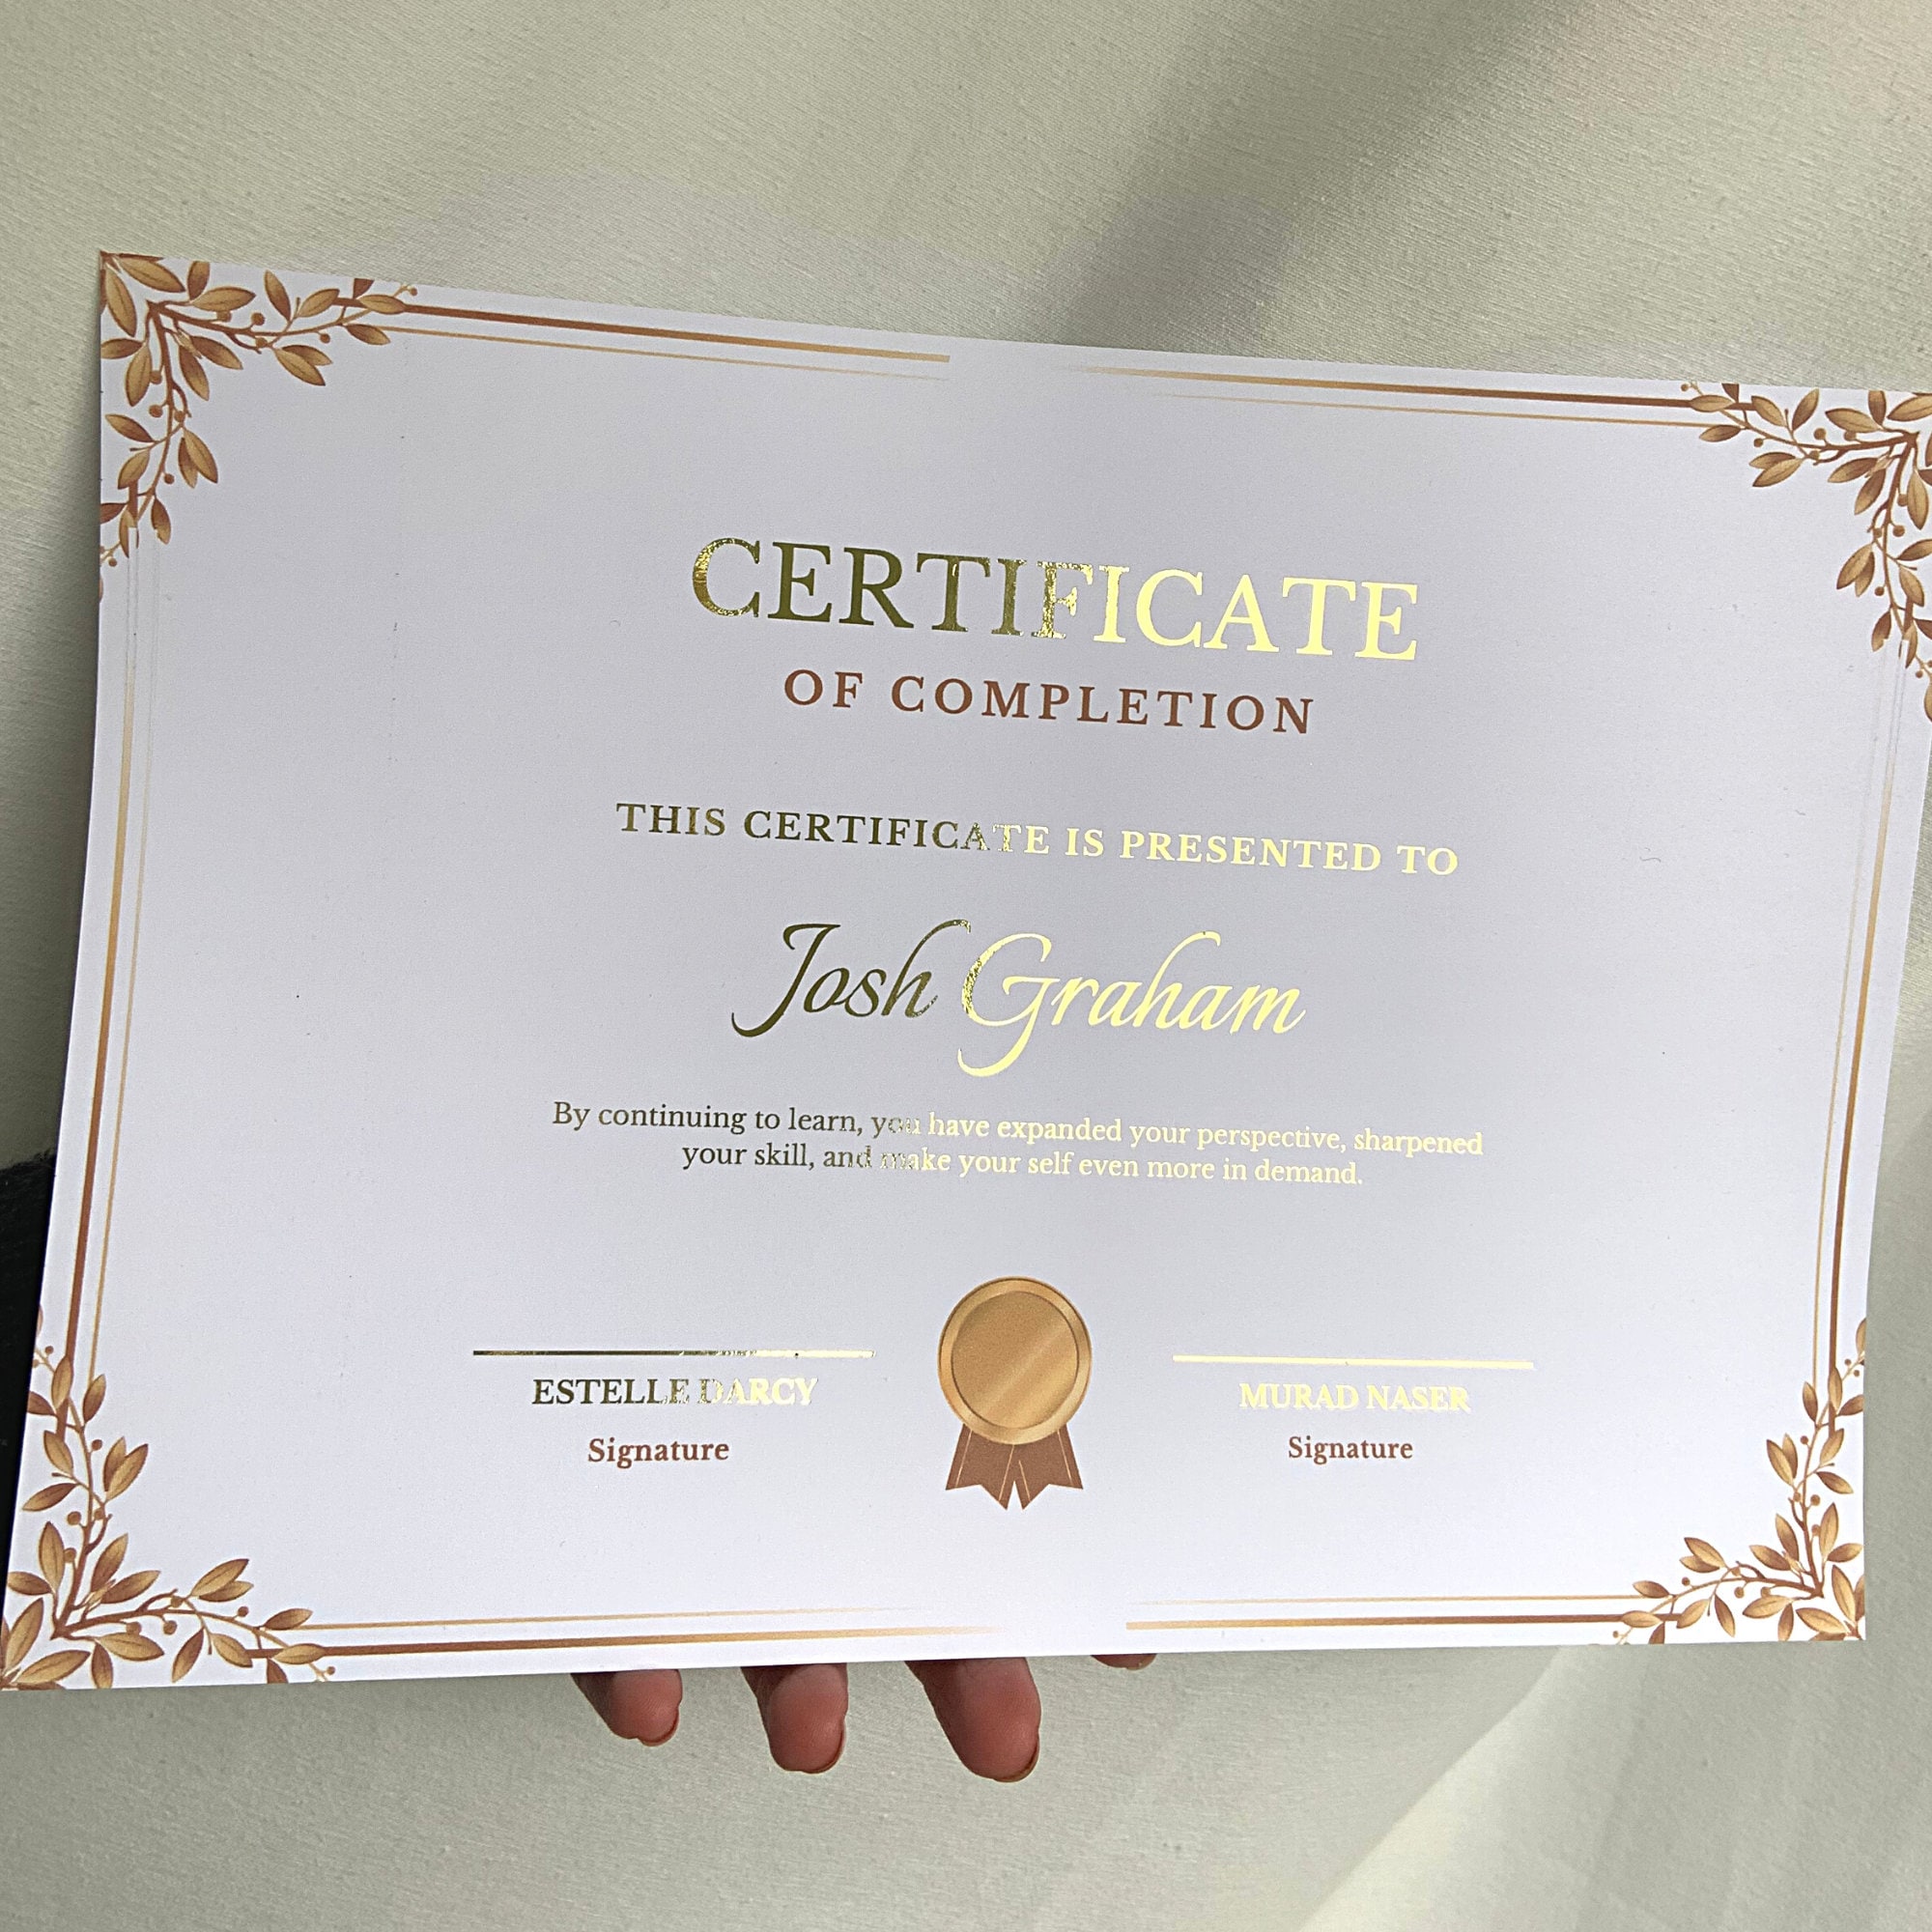 CERTIFICATE
OF COMPLETION
THIS CERTIFICATE IS PRESENTED TO
Josh Graham
By continuing to learn, you have expanded your perspective, sharpened
your skill, and make your self even more in demand.
ESTELLE DARCY
Signature
MURAD NASER
Signature